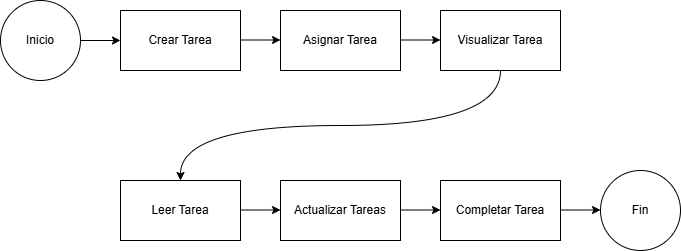 Inicio
Crear Tarea
Asignar Tarea
Visualizar Tarea
Leer Tarea
Actualizar Tareas
Completar Tarea
Fin